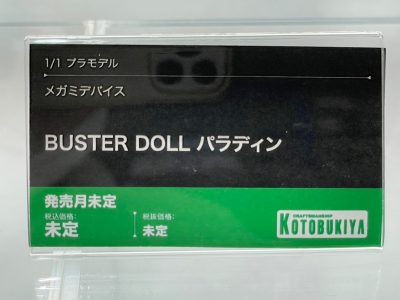 1/1 プラモデル
メガミデバイス
BUSTER DOLL パラディン
発売月未定
税込価格: 税抜価格:
未定 未定
CRAFTSMANSHIP
KOTOBUKIYA